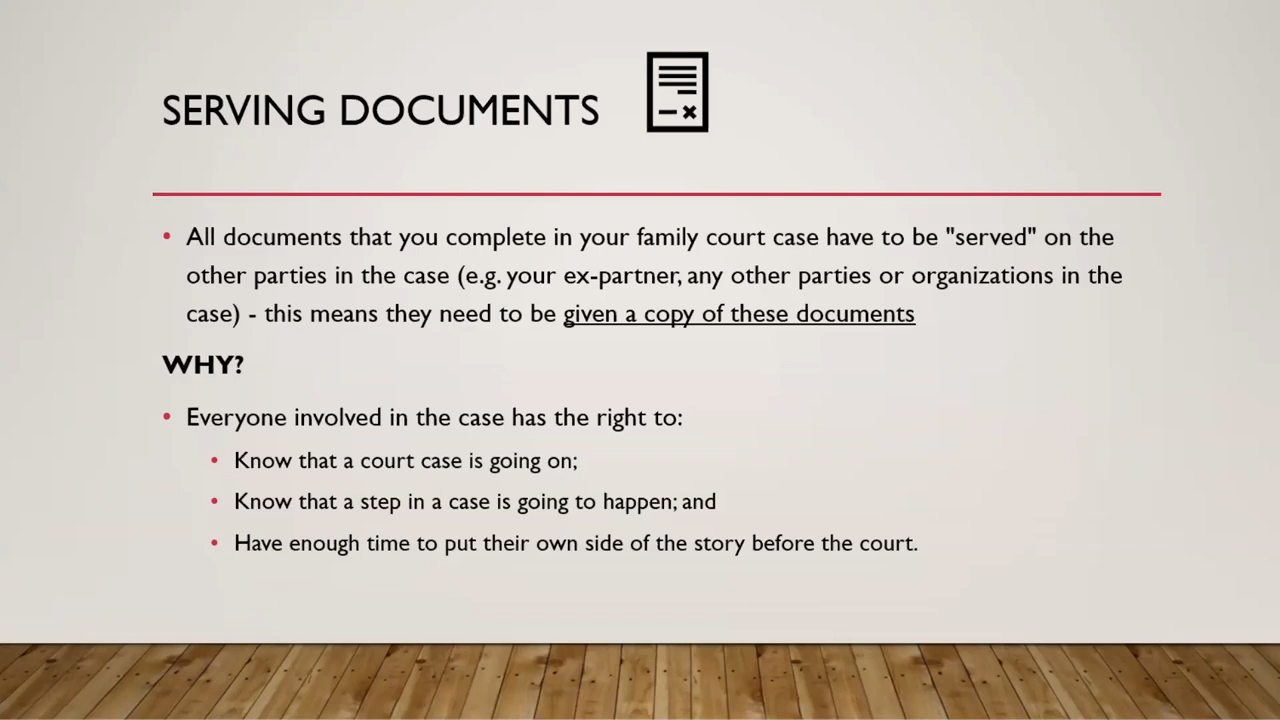 SERVING DOCUMENTS
• All documents that you complete in your family court case have to be "served" on the
other parties in the case (e.g. your ex-partner, any other parties or organizations in the
case) - this means they need to be given a copy of these documents
WHY?
• Everyone involved in the case has the right to:
• Know that a court case is going on;
• Know that a step in a case is going to happen; and
• Have enough time to put their own side of the story before the court.